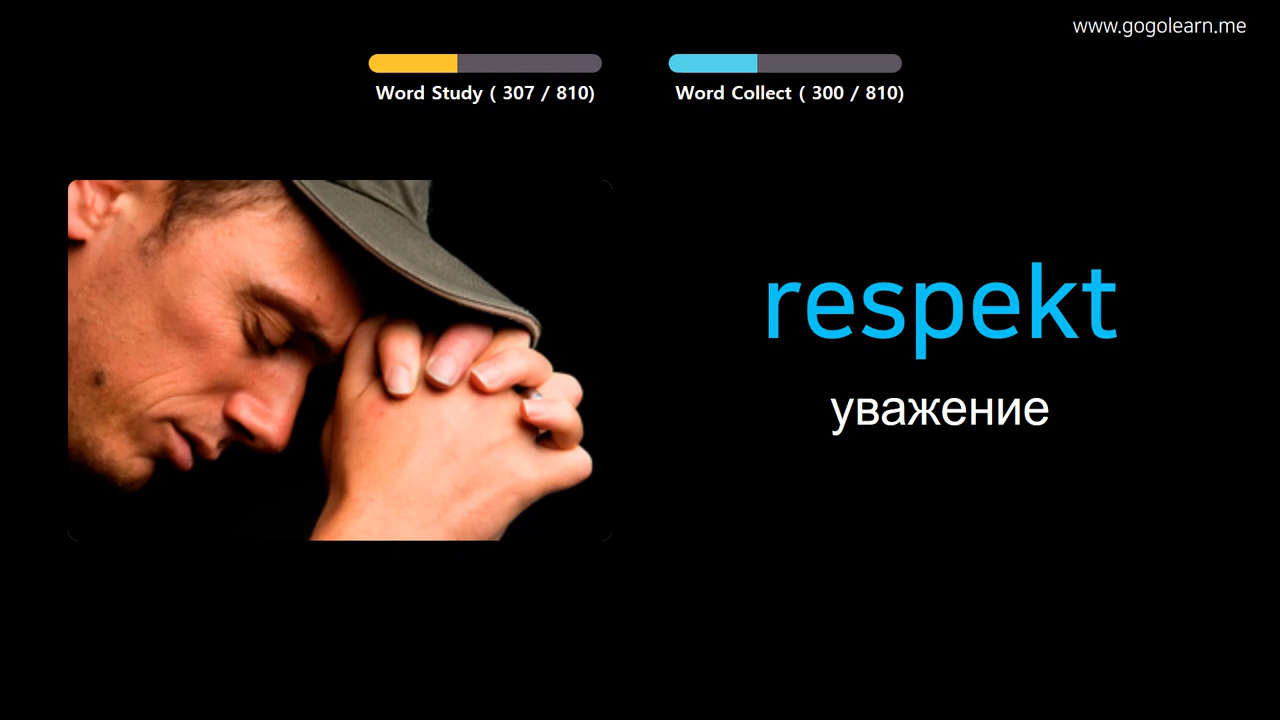 www.gogolearn.me
Word Study ( 307 / 810)
Word Collect ( 300 / 810)
respekt
уважение